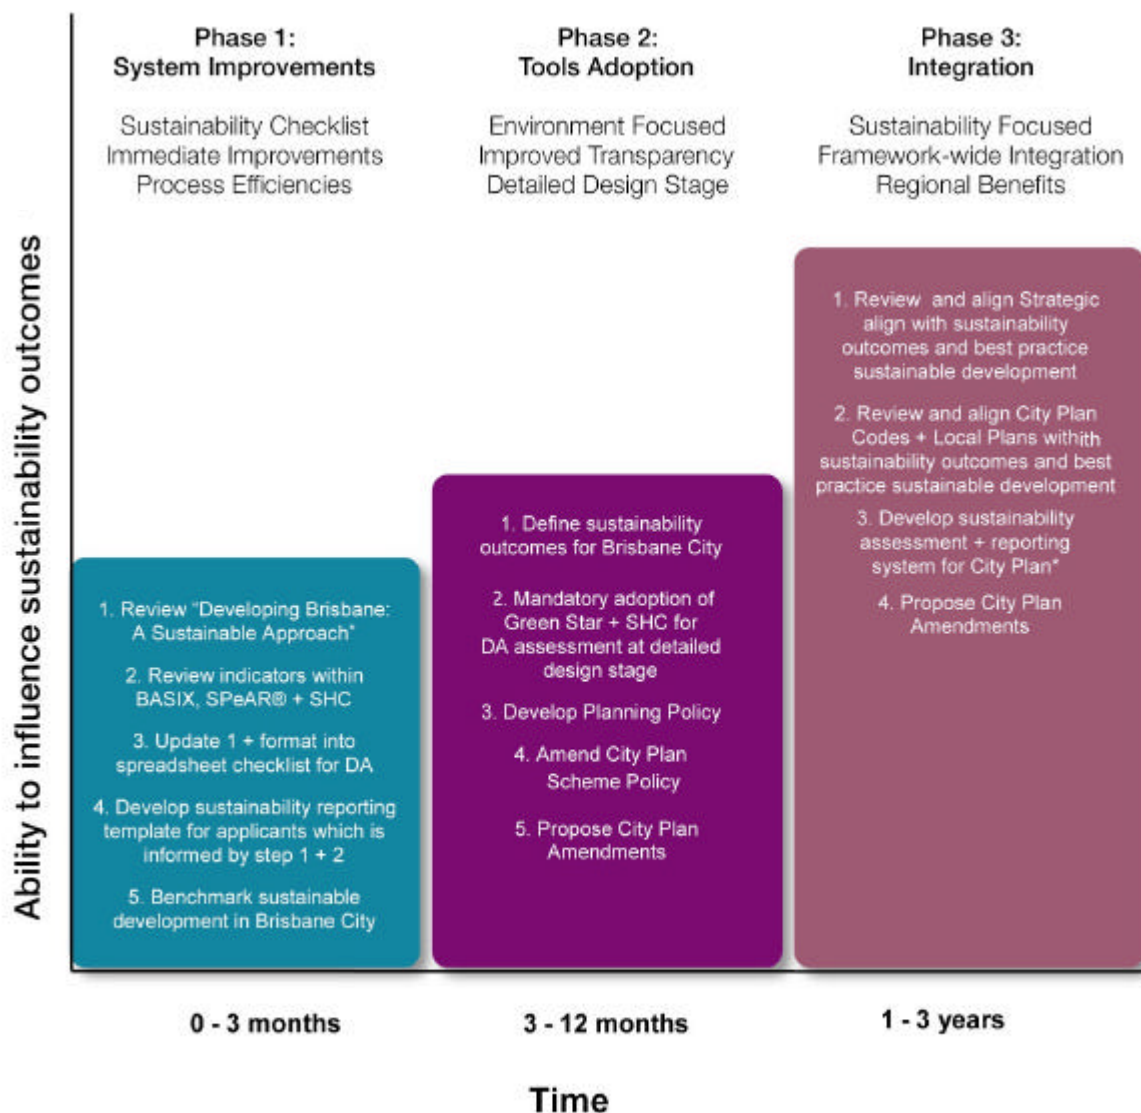 Phase 1:
System Improvements
Sustainability Checklist
Immediate Improvements
Process Efficiencies
Phase 2:
Tools Adoption
Environment Focused
Improved Transparency
Detailed Design Stage
Phase 3:
Integration
Sustainability Focused
Framework-wide Integration
Regional Benefits
Ability to influence sustainability outcomes
1. Review "Developing Brisbane:
A Sustainable Approach"
2. Review indicators within
BASIX, SPeAR® + SHC
3. Update 1 + format into
spreadsheet checklist for DA
4. Develop sustainability reporting
template for applicants which is
informed by step 1 + 2
5. Benchmark sustainable
development in Brisbane City
1. Define sustainability
outcomes for Brisbane City
2. Mandatory adoption of
Green Star + SHC for
DA assessment at detailed
design stage
3. Develop Planning Policy
4. Amend City Plan
Scheme Policy
5. Propose City Plan
Amendments
1. Review and align Strategic
align with sustainability
outcomes and best practice
sustainable development
2. Review and align City Plan
Codes + Local Plans withith
sustainability outcomes and best
practice sustainable development
3. Develop sustainability
assessment + reporting
system for City Plan*
4. Propose City Plan
Amendments
0 - 3 months
3 - 12 months
1 - 3 years
Time